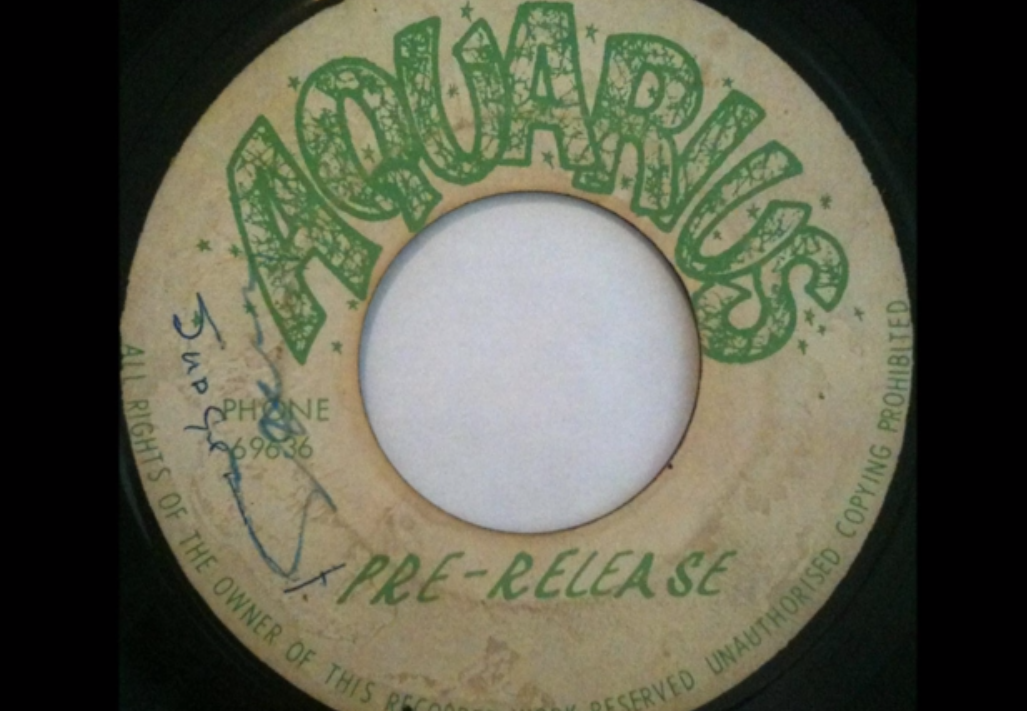 AQUARIUS
PHONE
69636
PRE-RELEASE
ALL RIGHTS OF THE OWNER OF THIS RECORDED WORK RESERVED UNAUTHORISED COPYING PROHIBITED